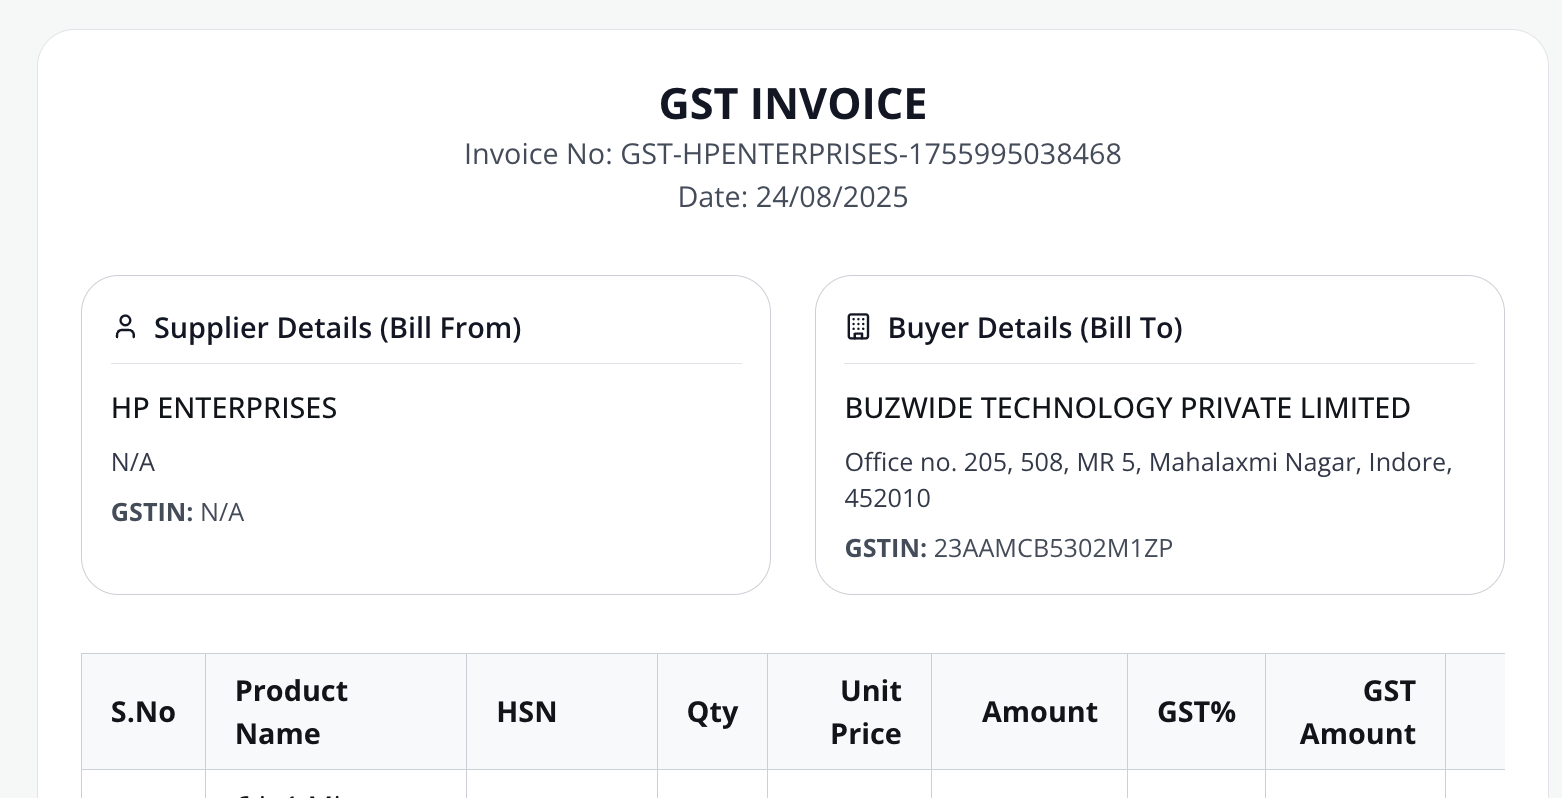 GST INVOICE
Invoice No: GST-HPENTERPRISES-1755995038468
Date: 24/08/2025
Supplier Details (Bill From)
HP ENTERPRISES
N/A
GSTIN: N/A
Buyer Details (Bill To)
BUZWIDE TECHNOLOGY PRIVATE LIMITED
Office no. 205, 508, MR 5, Mahalaxmi Nagar, Indore,
452010
GSTIN: 23AAMCB5302M1ZP
S.No
Product
Name
HSN
Qty
Unit
Price
Amount
GST%
GST
Amount